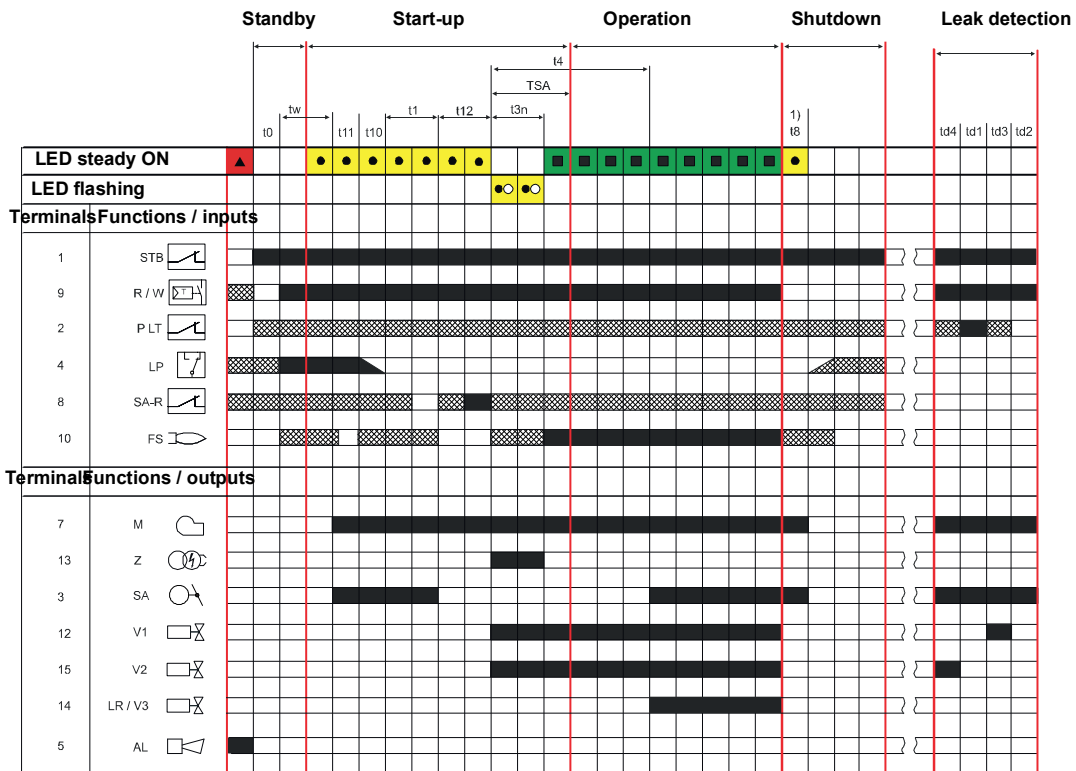 Standby Start-up Operation Shutdown Leak detection
t4
TSA
tw t1 t12 t3n 1)
t0 t11 t10 t8 td4 td1 td3 td2
LED steady ON
LED flashing
Terminals Functions / inputs
1 STB
9 R / W T
2 P LT
4 LP
8 SA-R
10 FS
Terminals Functions / outputs
7 M
13 Z
3 SA
12 V1
15 V2
14 LR / V3
5 AL